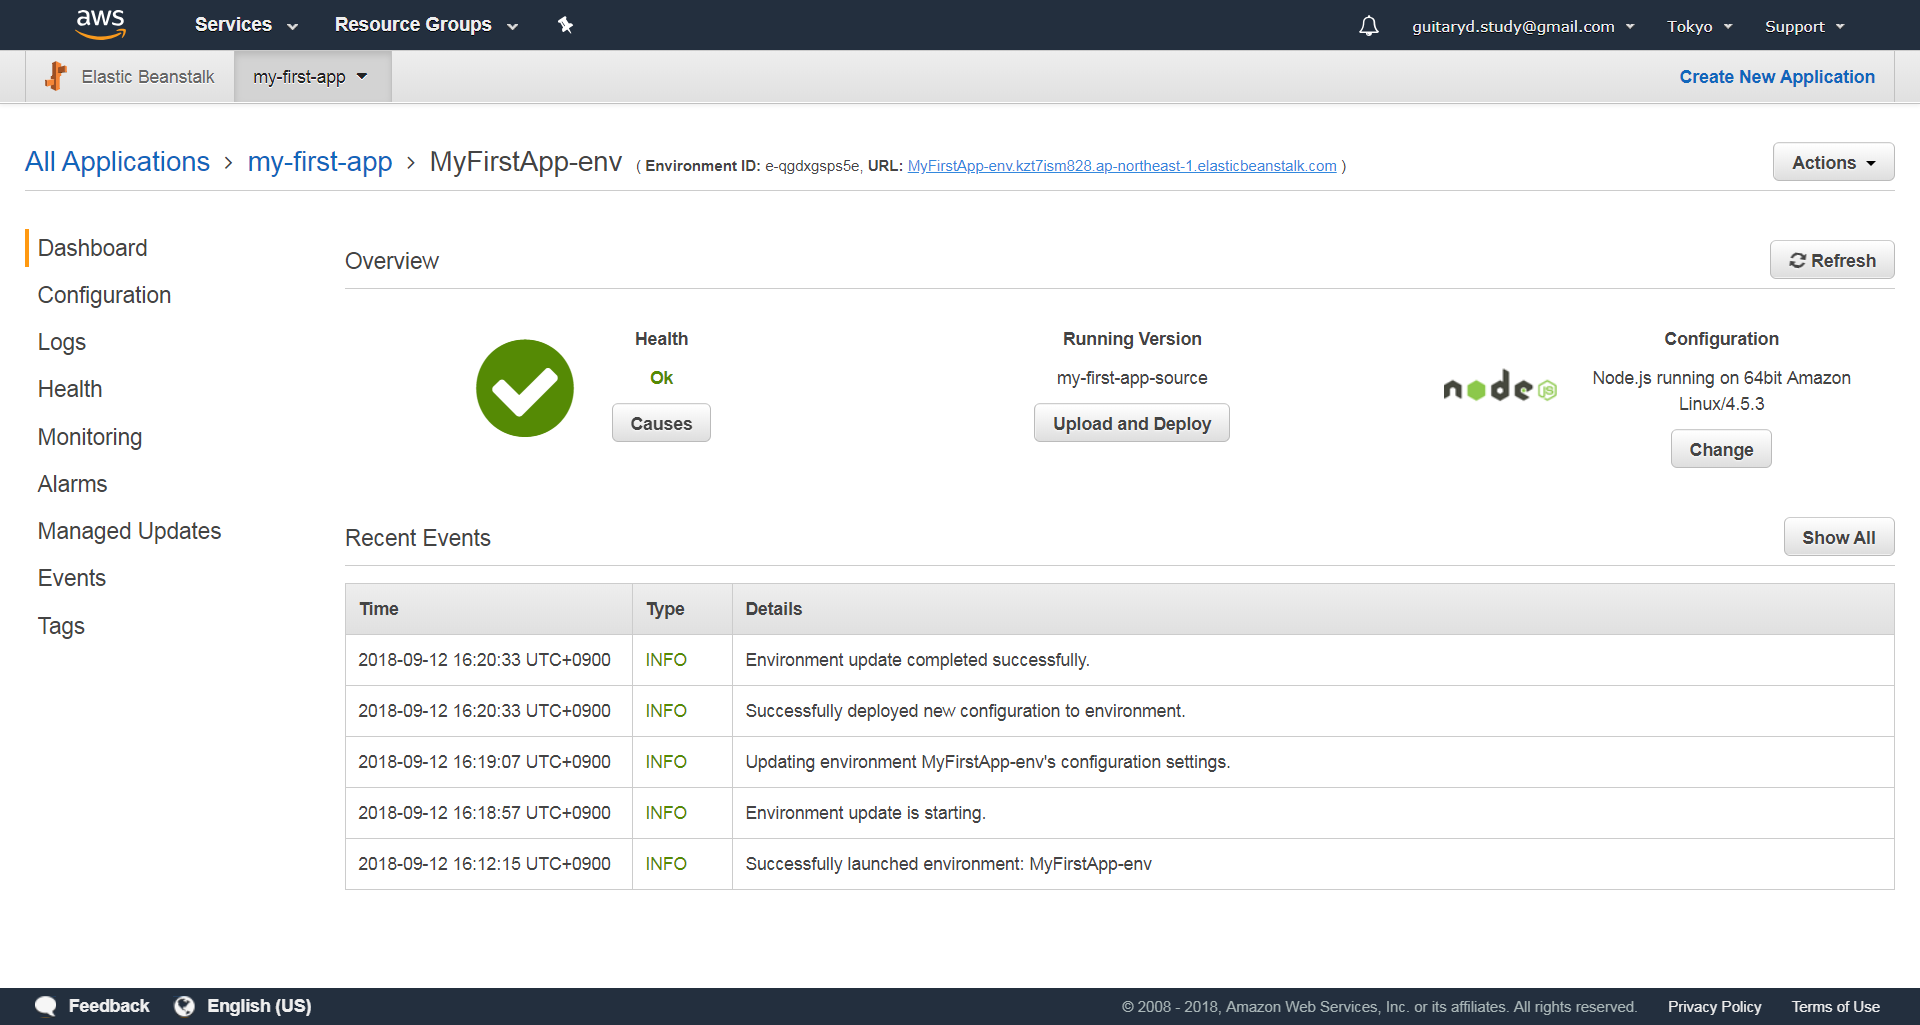 aws Services Resource Groups guitaryd.study@gmail.com Tokyo Support
Elastic Beanstalk my-first-app Create New Application
All Applications > my-first-app > MyFirstApp-env ( Environment ID: e-qgdxgsps5e, URL: MyFirstApp-env.kzt7ism828.ap-northeast-1.elasticbeanstalk.com ) Actions
Dashboard
Configuration
Logs
Health
Monitoring
Alarms
Managed Updates
Events
Tags
Overview Refresh
Health
Ok
Causes
Running Version
my-first-app-source
Upload and Deploy
node JS
Configuration
Node.js running on 64bit Amazon
Linux/4.5.3
Change
Recent Events Show All
Time Type Details
2018-09-12 16:20:33 UTC+0900 INFO Environment update completed successfully.
2018-09-12 16:20:33 UTC+0900 INFO Successfully deployed new configuration to environment.
2018-09-12 16:19:07 UTC+0900 INFO Updating environment MyFirstApp-env's configuration settings.
2018-09-12 16:18:57 UTC+0900 INFO Environment update is starting.
2018-09-12 16:12:15 UTC+0900 INFO Successfully launched environment: MyFirstApp-env
Feedback English (US) © 2008 - 2018, Amazon Web Services, Inc. or its affiliates. All rights reserved. Privacy Policy Terms of Use